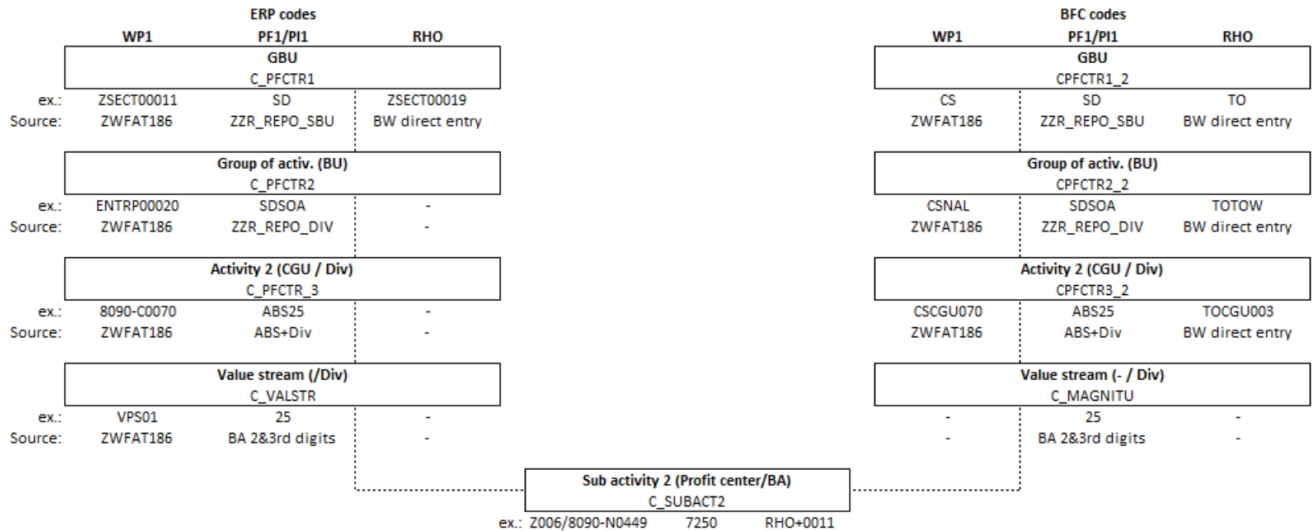 ERP codes BFC codes
WP1 PF1/PI1 RHO WP1 PF1/PI1 RHO
GBU GBU
C_PFCTR1 CPFCTR1_2
ex.: ZSECT00011 SD ZSECT00019 CS SD TO
Source: ZWFAT186 ZZR_REPO_SBU BW direct entry ZWFAT186 ZZR_REPO_SBU BW direct entry
Group of activ. (BU) Group of activ. (BU)
C_PFCTR2 CPFCTR2_2
ex.: ENTRP00020 SDSOA - CSNAL SDSOA TOTOW
Source: ZWFAT186 ZZR_REPO_DIV - ZWFAT186 ZZR_REPO_DIV BW direct entry
Activity 2 (CGU / Div) Activity 2 (CGU / Div)
C_PFCTR_3 CPFCTR3_2
ex.: 8090-C0070 ABS25 - CSCGU070 ABS25 TOCGU003
Source: ZWFAT186 ABS+Div - ZWFAT186 ABS+Div BW direct entry
Value stream (/Div) Value stream (- / Div)
C_VALSTR C_MAGNITU
ex.: VPS01 25 - - 25 -
Source: ZWFAT186 BA 2&3rd digits - - BA 2&3rd digits -
Sub activity 2 (Profit center/BA)
C_SUBACT2
ex.: Z006/8090-N0449 7250 RHO+0011